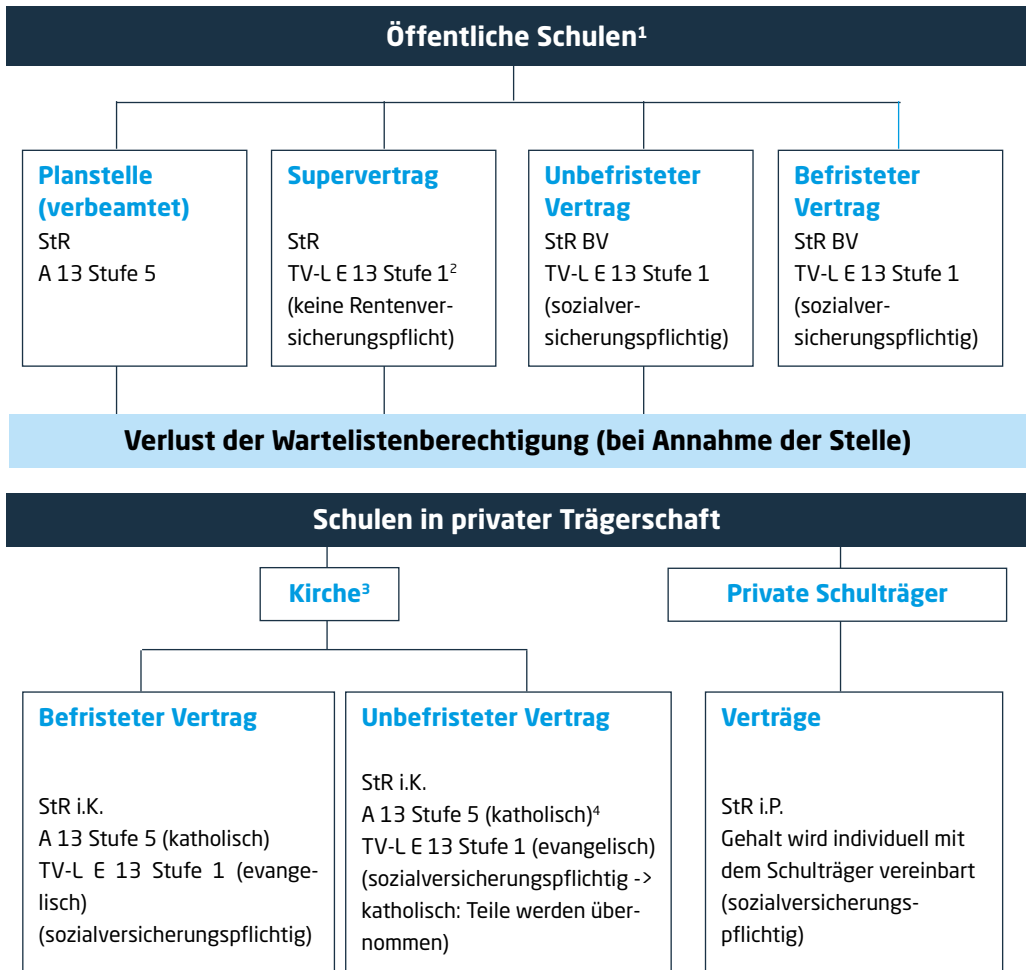 Öffentliche Schulen¹
Planstelle
(verbeamtet)
StR
A 13 Stufe 5
Supervertrag
StR
TV-L E 13 Stufe 1²
(keine Rentenver-
sicherungspflicht)
Unbefristeter
Vertrag
StR BV
TV-L E 13 Stufe 1
(sozialver-
sicherungspflichtig)
Befristeter
Vertrag
StR BV
TV-L E 13 Stufe 1
(sozialver-
sicherungspflichtig)
Verlust der Wartelistenberechtigung (bei Annahme der Stelle)
Schulen in privater Trägerschaft
Kirche³
Private Schulträger
Befristeter Vertrag
StR i.K.
A 13 Stufe 5 (katholisch)
TV-L E 13 Stufe 1 (evange-
lisch)
(sozialversicherungspflichtig)
Unbefristeter Vertrag
StR i.K.
A 13 Stufe 5 (katholisch)⁴
TV-L E 13 Stufe 1 (evangelisch)
(sozialversicherungspflichtig ->
katholisch: Teile werden über-
nommen)
Verträge
StR i.P.
Gehalt wird individuell mit
dem Schulträger vereinbart
(sozialversicherungs-
pflichtig)